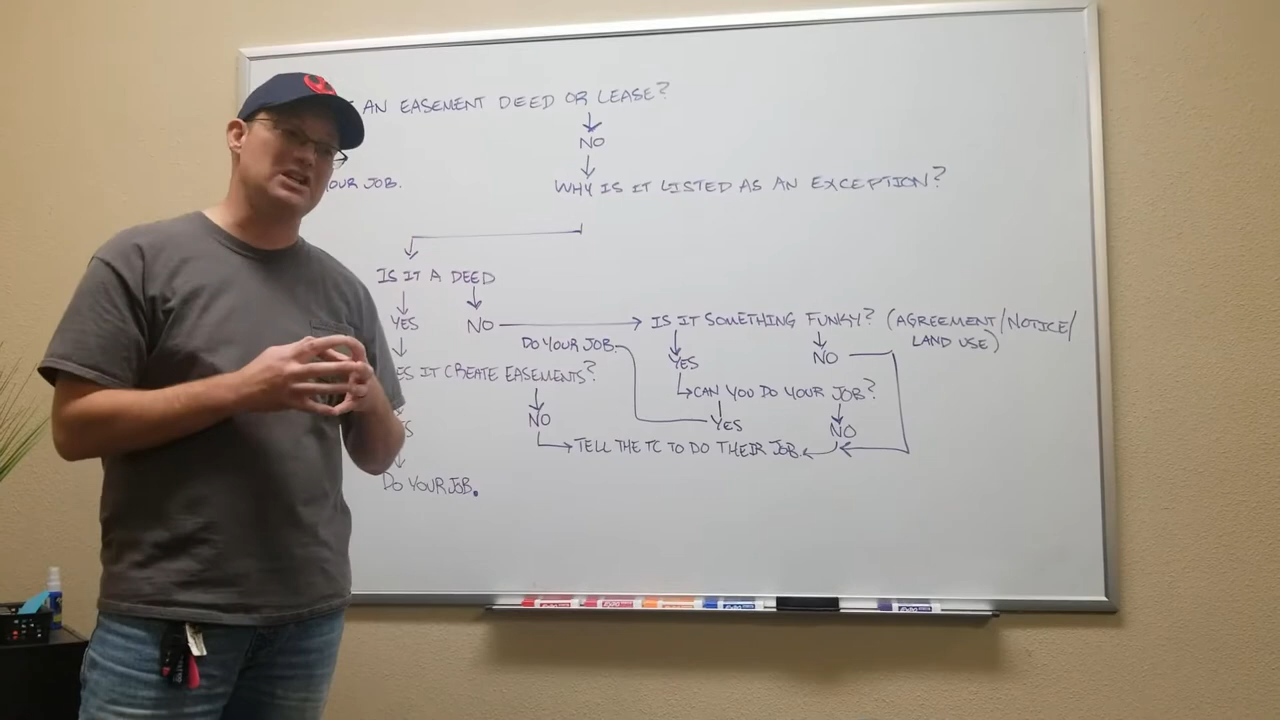 AN EASEMENT DEED OR LEASE?
NO
OUR JOB.
WHY IS IT LISTED AS AN EXCEPTION?
IS IT A DEED
YES
NO
IS IT SOMETHING FUNKY? (AGREEMENT/NOTICE/
LAND USE)
DO YOUR JOB.
YES
NO
ES IT CREATE EASEMENTS?
CAN YOU DO YOUR JOB?
NO
YES
NO
TELL THE TC TO DO THEIR JOB.
DO YOUR JOB.